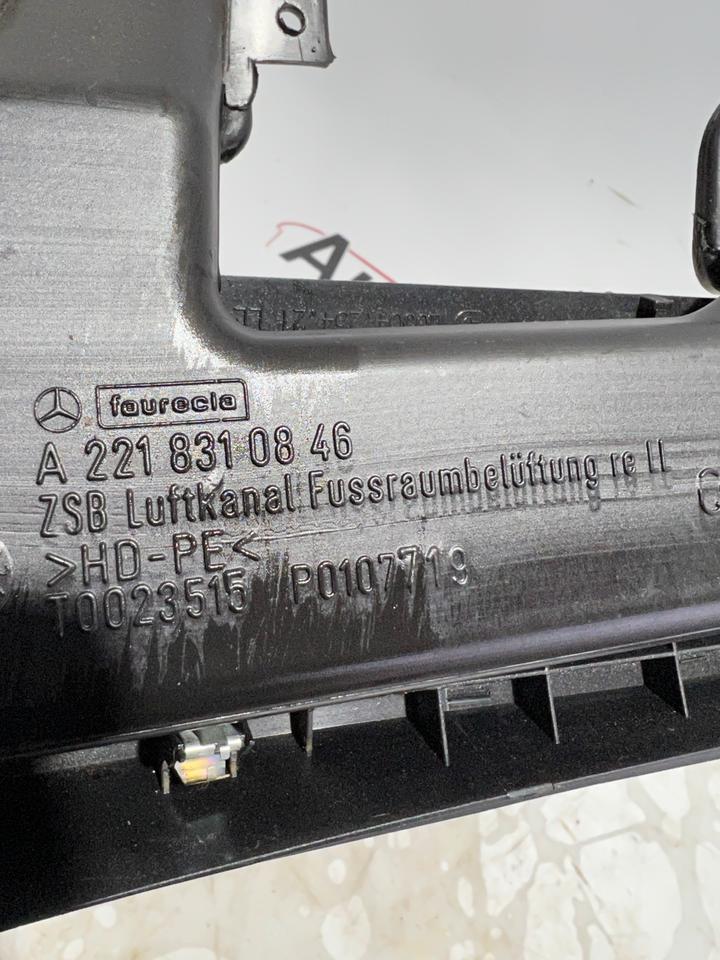 faurecia
A 221 831 08 46
ZSB Luftkanal Fussraumbelüftung re II
>HD-PE<
T0023515 P0107719